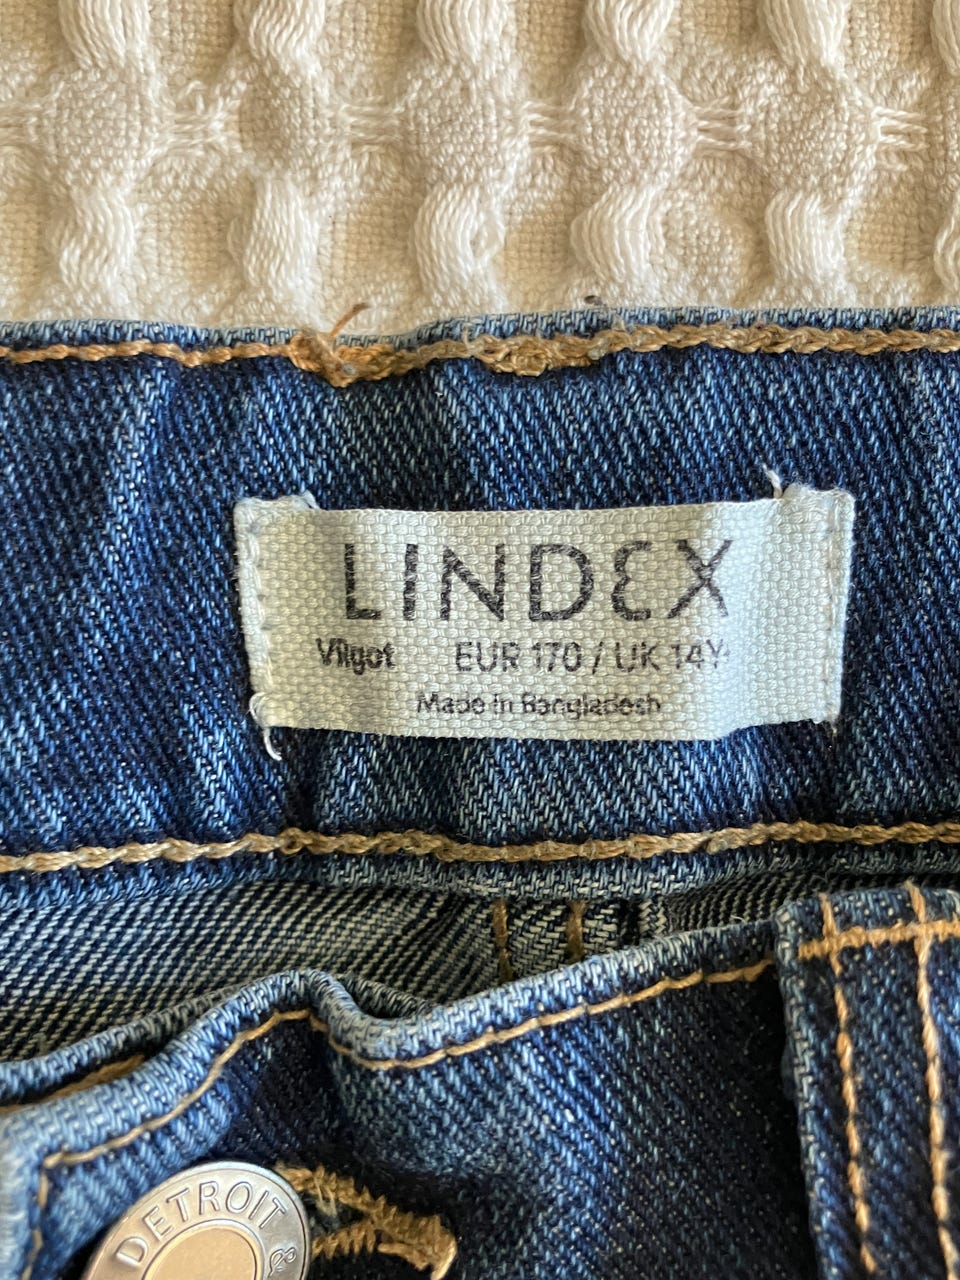 LINDEX
Vilgot EUR 170 / UK 14Y
Made in Bangladesh
DETROIT &